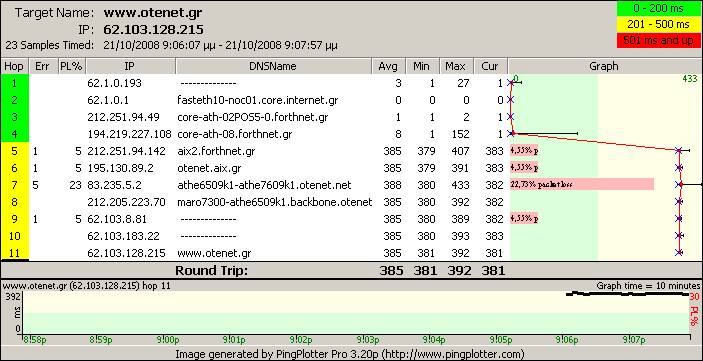 Target Name: www.otenet.gr
IP: 62.103.128.215
23 Samples Timed: 21/10/2008 9:06:07 μμ - 21/10/2008 9:07:57 μμ
0 - 200 ms
201 - 500 ms
501 ms and up
Hop Err PL% IP DNSName Avg Min Max Cur Graph
0 433
1 62.1.0.193 -------------- 3 1 27 1
2 62.1.0.1 fasteth10-noc01.core.internet.gr 0 0 0 0
3 212.251.94.49 core-ath-02POS5-0.forthnet.gr 1 1 2 1
4 194.219.227.108 core-ath-08.forthnet.gr 8 1 152 1
5 1 5 212.251.94.142 aix2.forthnet.gr 385 379 407 383 4,55% p
6 1 5 195.130.89.2 otenet.aix.gr 385 379 391 383 4,55% p
7 5 23 83.235.5.2 athe6509k1-athe7609k1.otenet.net 388 380 433 382 22,73% packet loss
8 212.205.223.70 maro7300-athe6509k1.backbone.otenet 385 380 392 382
9 1 5 62.103.8.81 -------------- 385 380 389 382 4,55% p
10 62.103.183.22 -------------- 385 380 393 383
11 62.103.128.215 www.otenet.gr 385 381 392 381
Round Trip: 385 381 392 381
www.otenet.gr (62.103.128.215) hop 11 Graph time = 10 minutes
392 30
ms PL%
0
8:58p 8:59p 9:00p 9:01p 9:02p 9:03p 9:04p 9:05p 9:06p 9:07p
Image generated by PingPlotter Pro 3.20p (http://www.pingplotter.com)